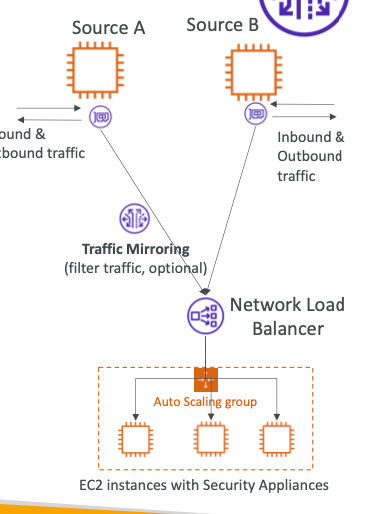 Source A
Source B
ound &
bound traffic
Inbound &
Outbound
traffic
Traffic Mirroring
(filter traffic, optional)
Network Load
Balancer
Auto Scaling group
EC2 instances with Security Appliances